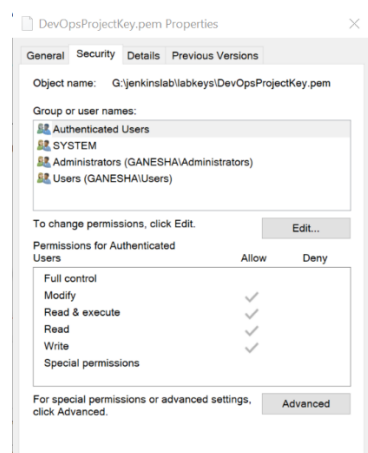 DevOpsProjectKey.pem Properties
General Security Details Previous Versions
Object name: G:\jenkinslab\labkeys\DevOpsProjectKey.pem
Group or user names:
Authenticated Users
SYSTEM
Administrators (GANESHA\Administrators)
Users (GANESHA\Users)
To change permissions, click Edit.
Edit...
Permissions for Authenticated
Users Allow Deny
Full control
Modify
Read & execute
Read
Write
Special permissions
For special permissions or advanced settings,
click Advanced.
Advanced